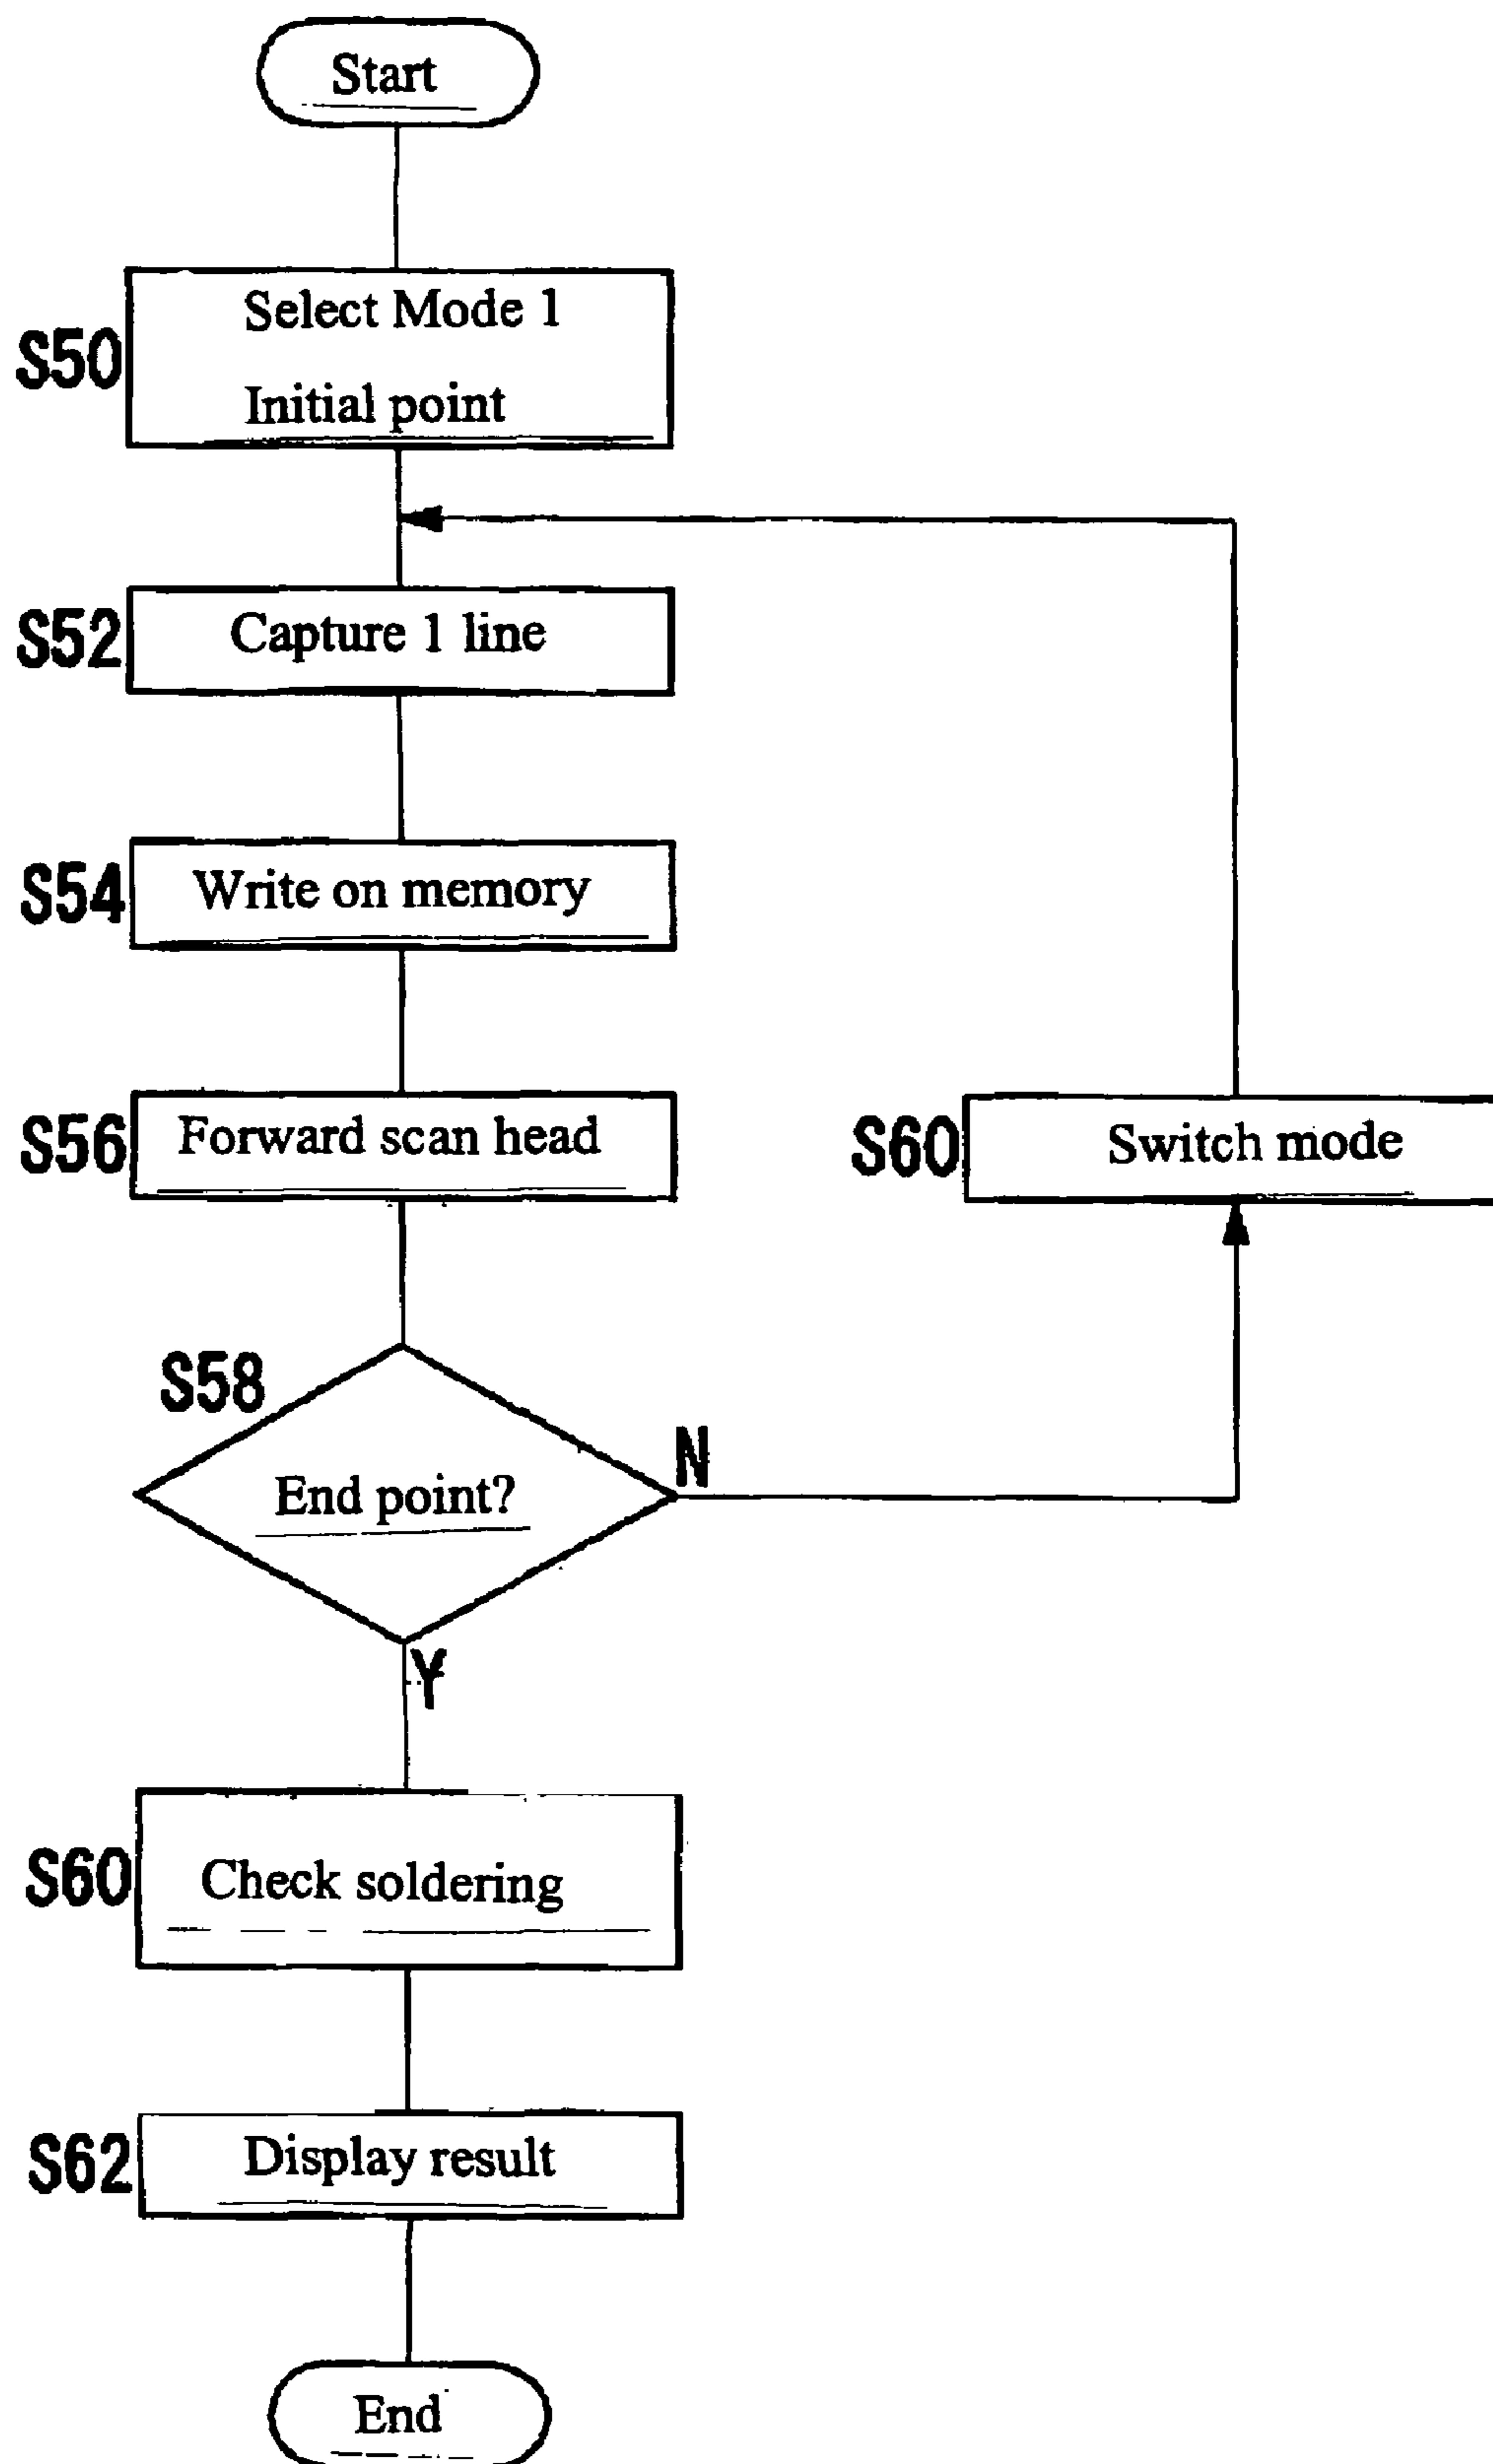 Start
S50
Select Mode 1
Initial point
S52
Capture 1 line
S54
Write on memory
S56
Forward scan head
S60
Switch mode
S58
End point?
N
Y
S60
Check soldering
S62
Display result
End